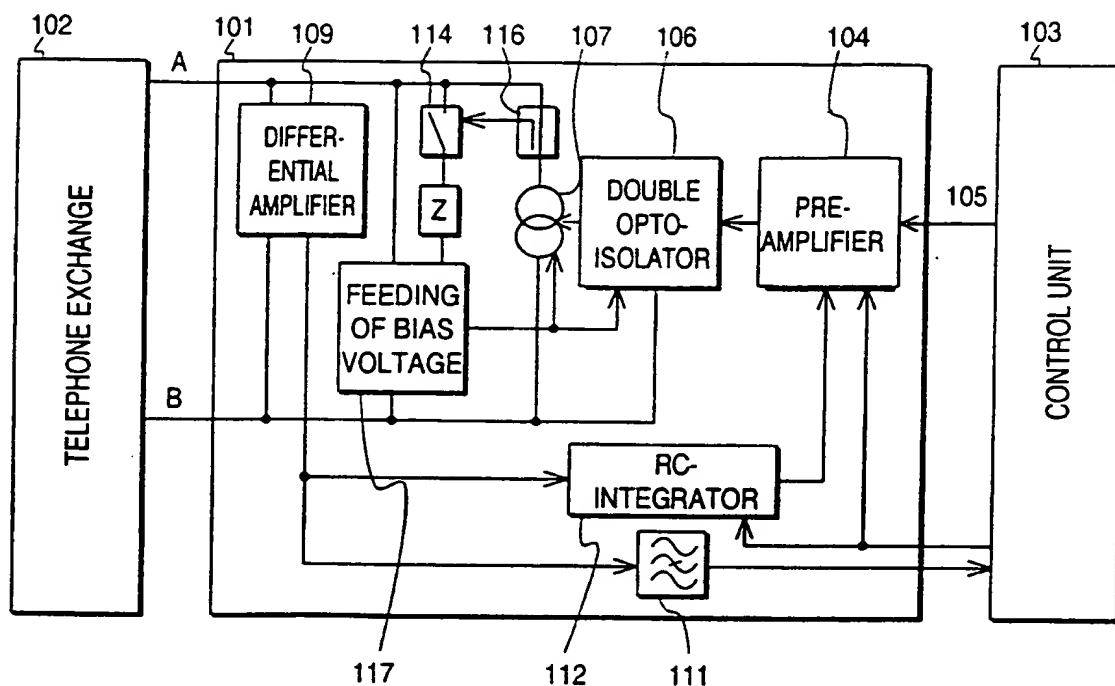 102
101
109
114
116
107
106
104
103
A
DIFFER-
ENTIAL
AMPLIFIER
Z
DOUBLE
OPTO-
ISOLATOR
PRE-
AMPLIFIER
105
TELEPHONE EXCHANGE
FEEDING
OF BIAS
VOLTAGE
CONTROL UNIT
B
RC-
INTEGRATOR
117
112
111